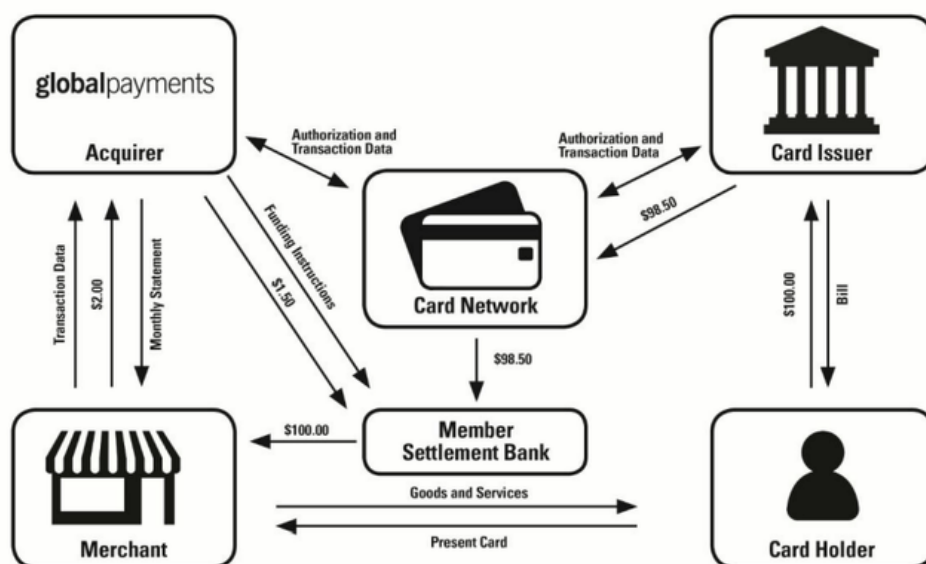 globalpayments
Acquirer
Card Issuer
Authorization and
Transaction Data
Authorization and
Transaction Data
Card Network
$98.50
Funding Instructions
$1.50
Transaction Data
$2.00
Monthly Statement
$98.50
$100.00
Bill
$100.00
Member
Settlement Bank
Goods and Services
Present Card
Merchant
Card Holder